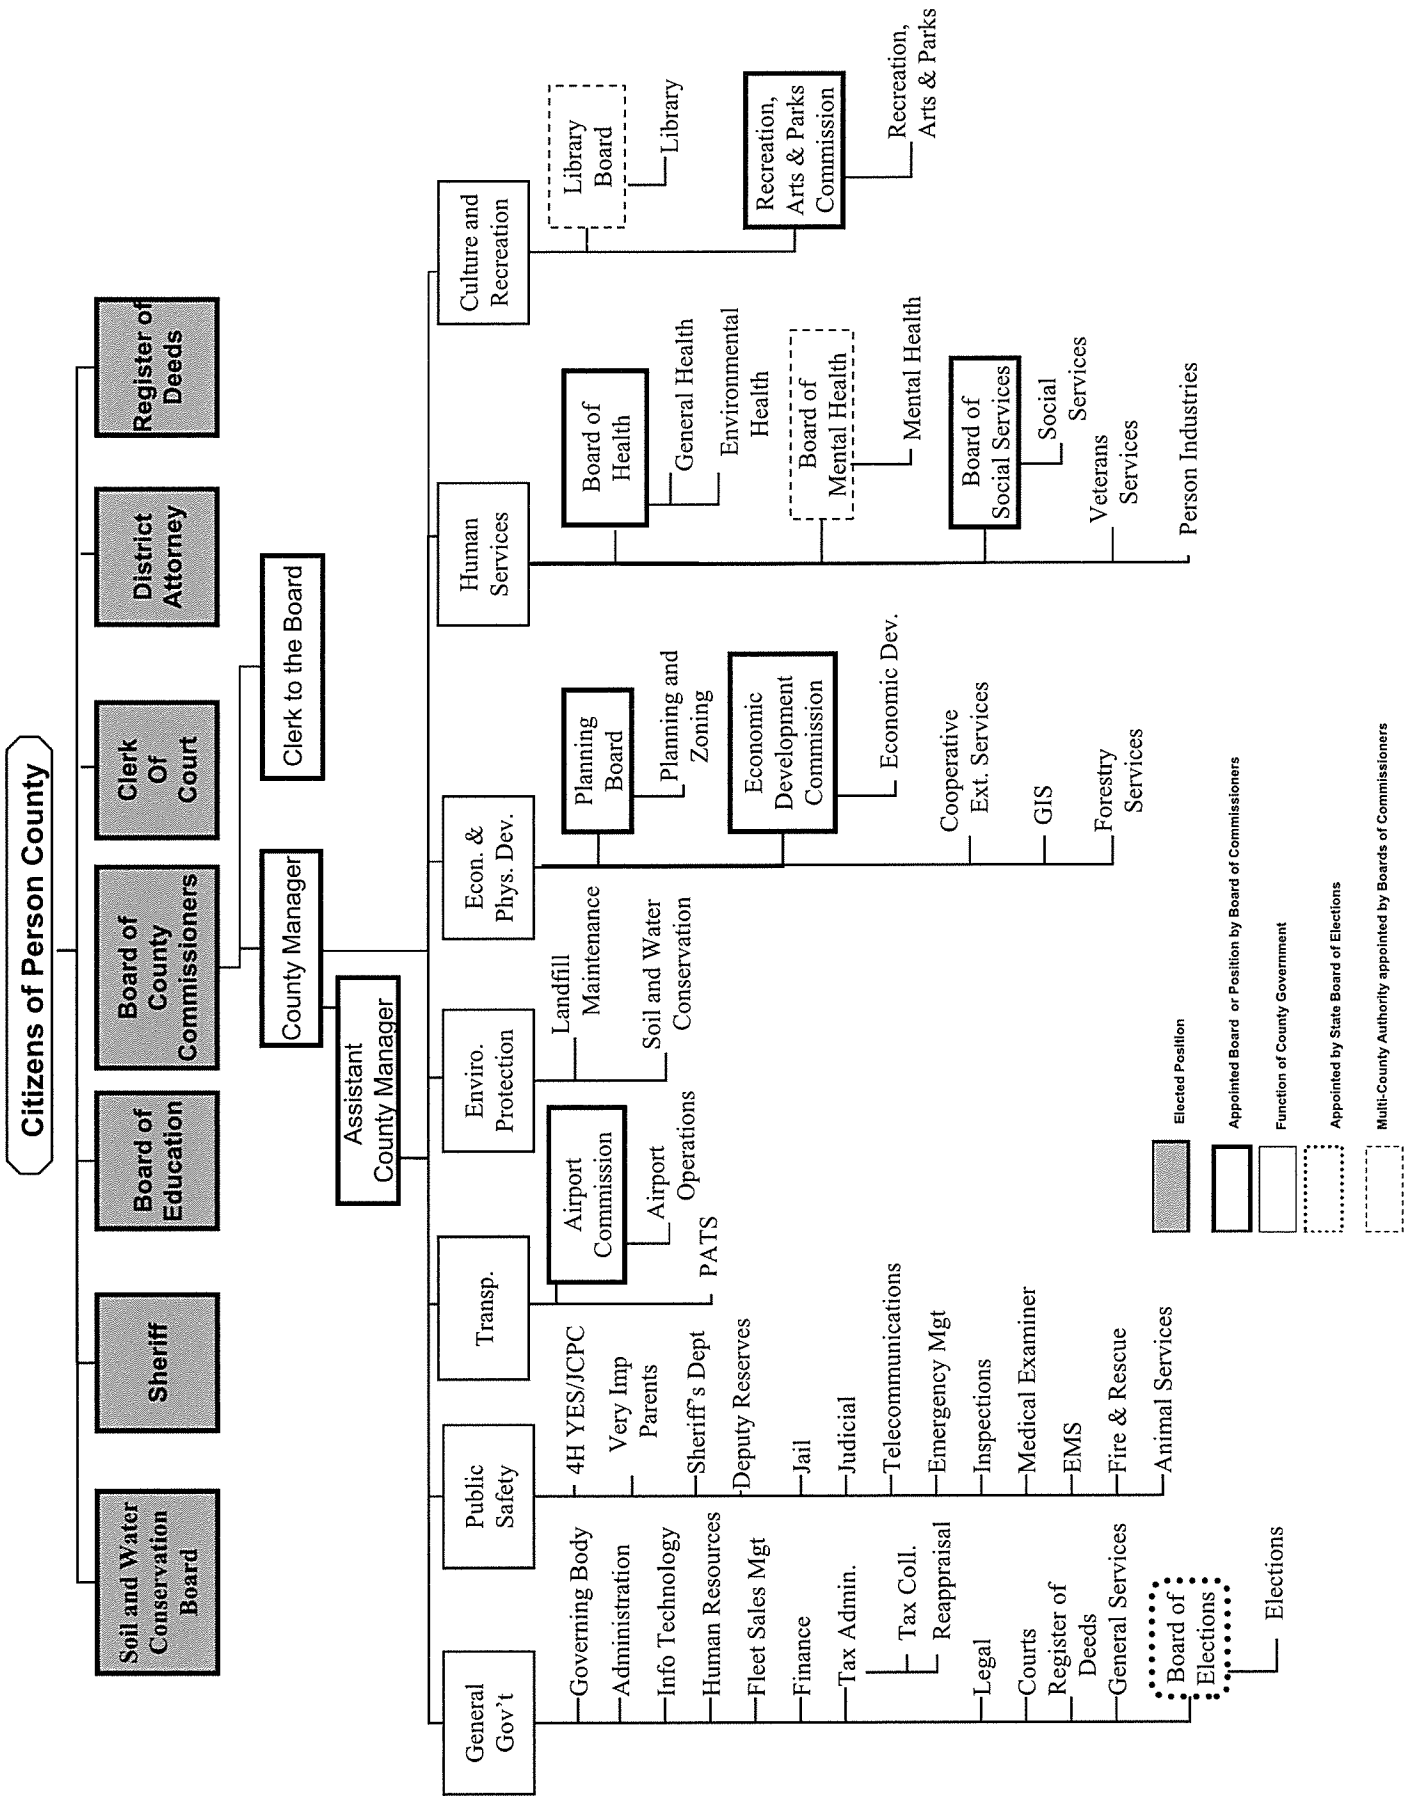 Citizens of Person County
Soil and Water
Conservation
Board
Sheriff
Board of
Education
Board of
County
Commissioners
Clerk
Of
Court
District
Attorney
Register of
Deeds
County Manager
Clerk to the Board
Assistant
County Manager
General
Gov't
Governing Body
Administration
Info Technology
Human Resources
Fleet Sales Mgt
Finance
Tax Admin.
Tax Coll.
Reappraisal
Legal
Courts
Register of
Deeds
General Services
Board of
Elections
Elections
Public
Safety
4H YES/JCPC
Very Imp
Parents
Sheriff's Dept
Deputy Reserves
Jail
Judicial
Telecommunications
Emergency Mgt
Inspections
Medical Examiner
EMS
Fire & Rescue
Animal Services
Transp.
Airport
Commission
Airport
Operations
PATS
Enviro.
Protection
Landfill
Maintenance
Soil and Water
Conservation
Econ. &
Phys. Dev.
Planning
Board
Planning and
Zoning
Economic
Development
Commission
Economic Dev.
Cooperative
Ext. Services
GIS
Forestry
Services
Human
Services
Board of
Health
General Health
Environmental
Health
Board of
Mental Health
Mental Health
Board of
Social Services
Social
Services
Veterans
Services
Person Industries
Culture and
Recreation
Library
Board
Library
Recreation,
Arts & Parks
Commission
Recreation,
Arts & Parks
Elected Position
Appointed Board or Position by Board of Commissioners
Function of County Government
Appointed by State Board of Elections
Multi-County Authority appointed by Boards of Commissioners